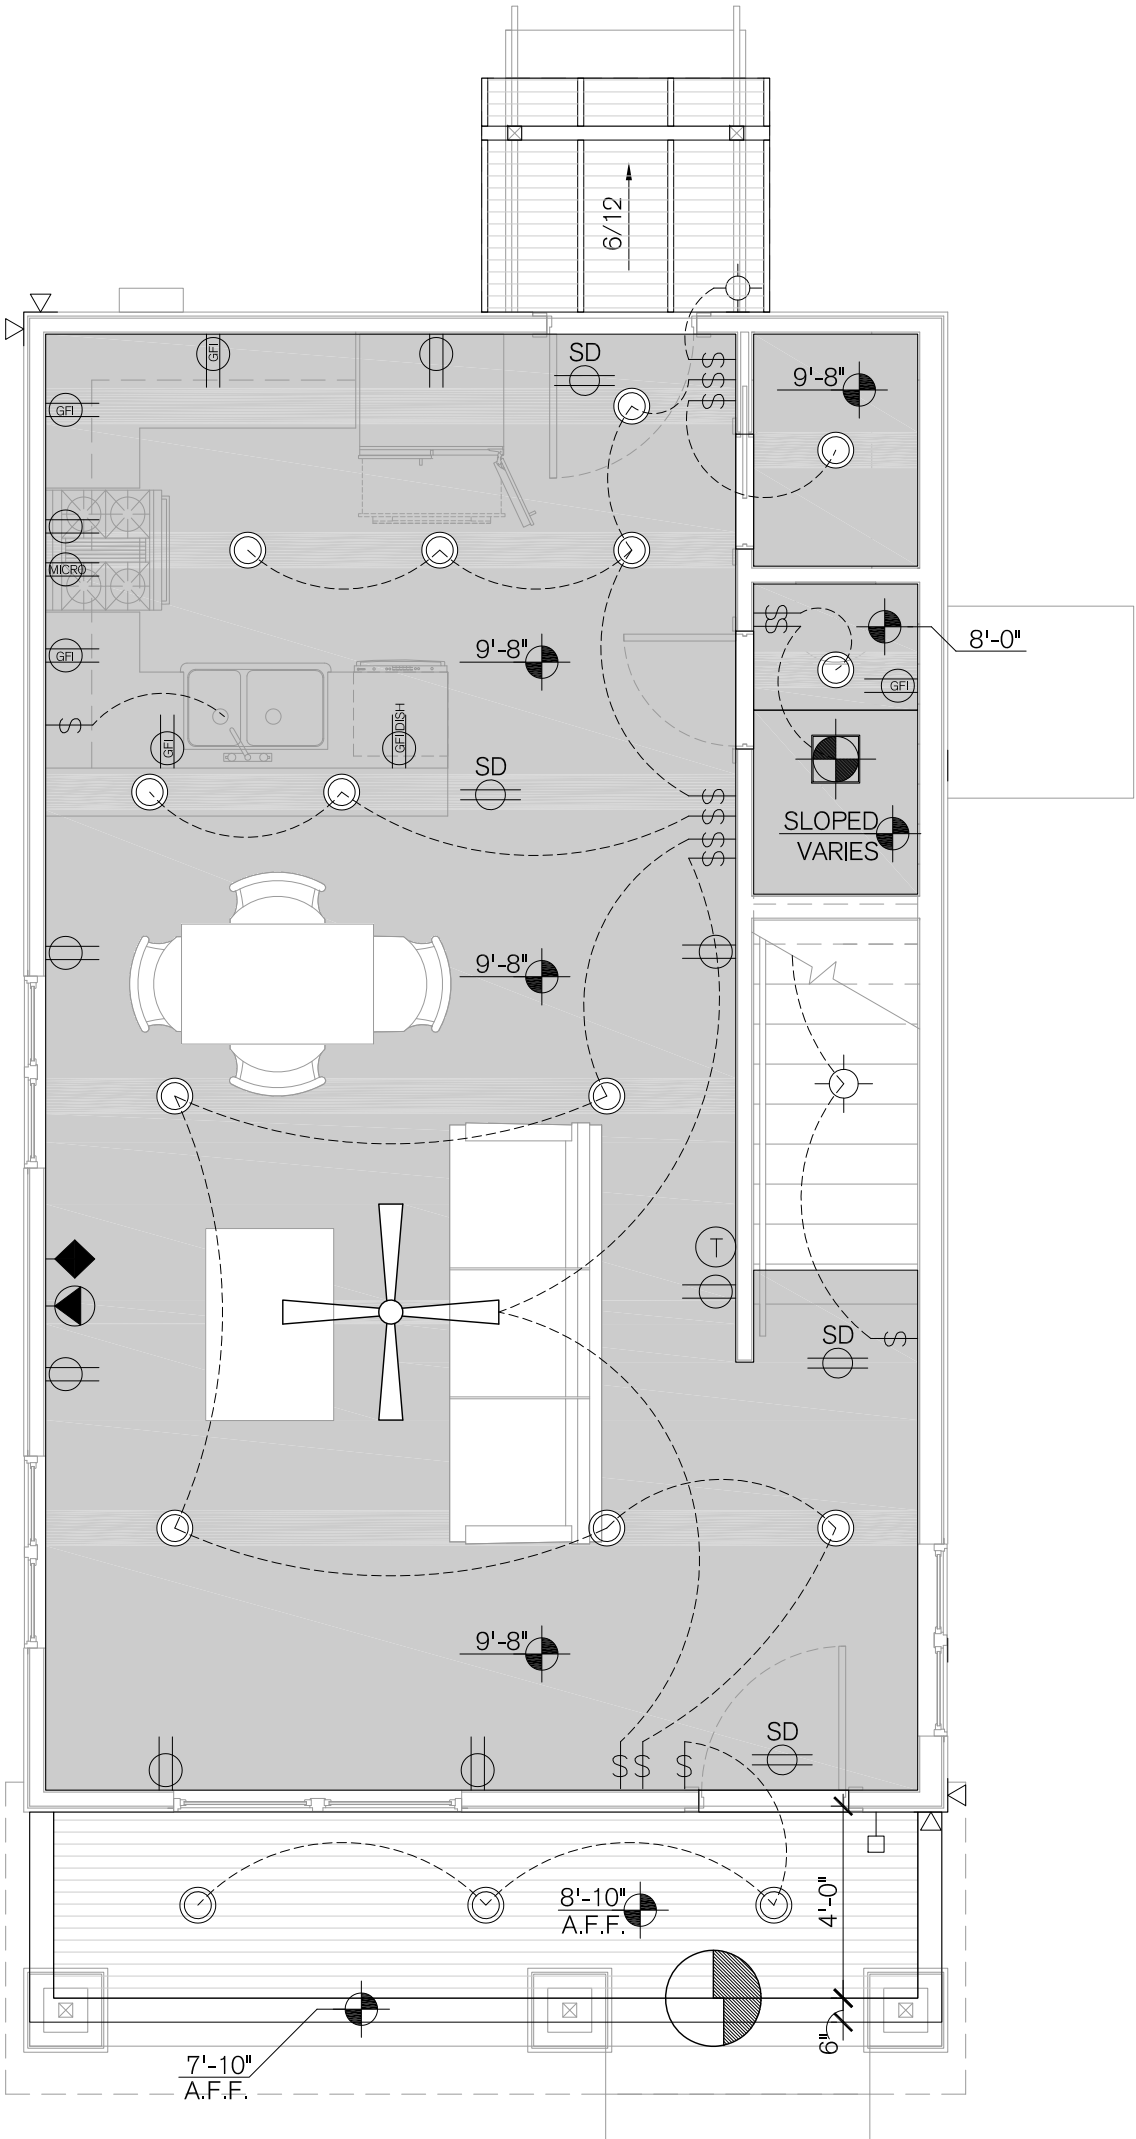 6/12
GFI
SD
S
S
S
9'-8"
GFI
MICRO
SS
8'-0"
GFI
9'-8"
GFI
S
GFI
GFI DISH
SD
S
S
S
S
SLOPED
VARIES
9'-8"
T
SD
S
9'-8"
SD
S S
S
8'-10"
A.F.F.
4'-0"
6"
7'-10"
A.F.F.